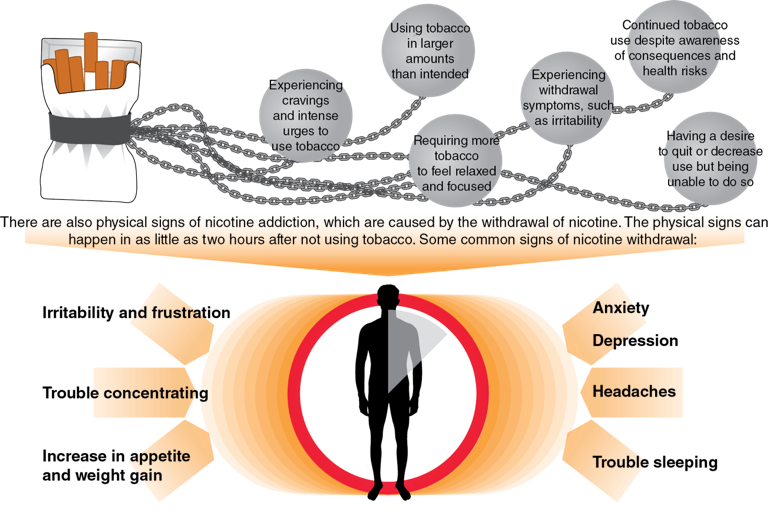 Experiencing
cravings
and intense
urges to
use tobacco
Using tobacco
in larger
amounts
than intended
Requiring more
tobacco
to feel relaxed
and focused
Experiencing
withdrawal
symptoms, such
as irritability
Continued tobacco
use despite awareness
of consequences and
health risks
Having a desire
to quit or decrease
use but being
unable to do so
There are also physical signs of nicotine addiction, which are caused by the withdrawal of nicotine. The physical signs can
happen in as little as two hours after not using tobacco. Some common signs of nicotine withdrawal:
Irritability and frustration
Trouble concentrating
Increase in appetite
and weight gain
Anxiety
Depression
Headaches
Trouble sleeping